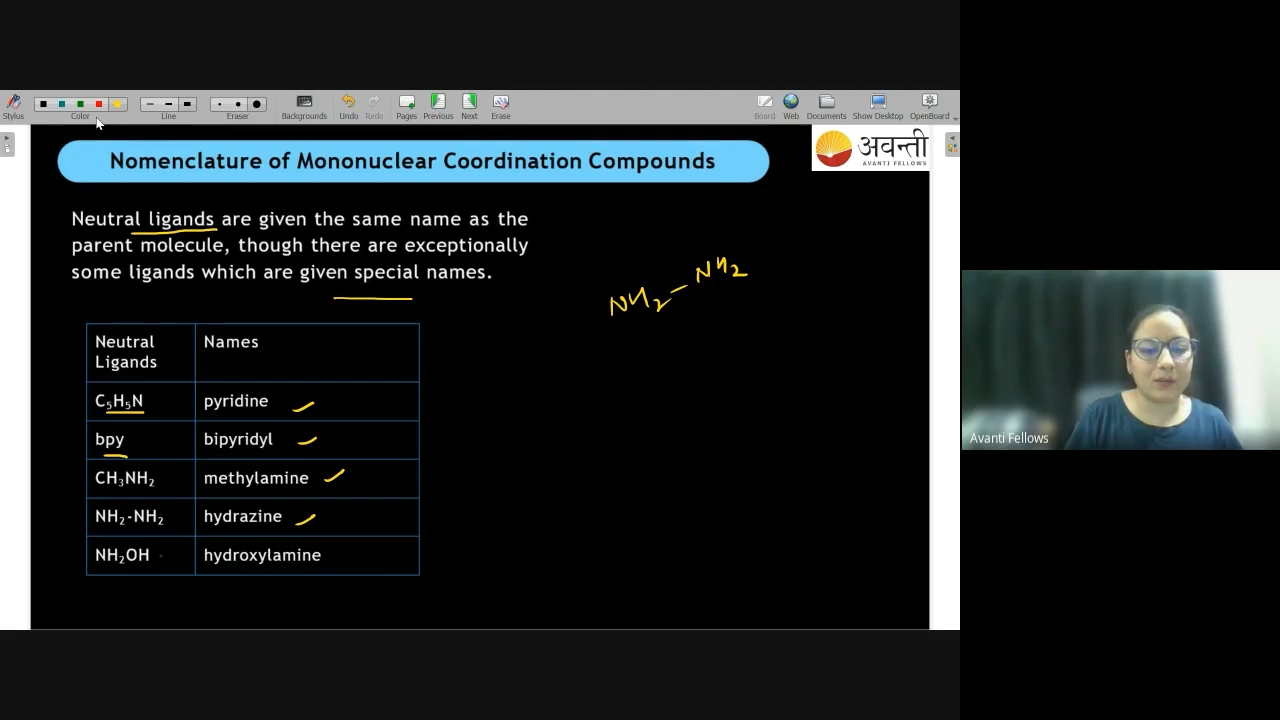 Stylus
Color
Line
Eraser
Backgrounds
Undo
Redo
Pages
Previous
Next
Erase
Board
Web
Documents
Show Desktop
OpenBoard
Nomenclature of Mononuclear Coordination Compounds
अवन्ती
AVANTI FELLOWS
Neutral ligands are given the same name as the
parent molecule, though there are exceptionally
some ligands which are given special names.
NH₂-NH₂
Neutral Ligands
Names
C₅H₅N
pyridine
bpy
bipyridyl
CH₃NH₂
methylamine
NH₂-NH₂
hydrazine
NH₂OH
hydroxylamine
Avanti Fellows